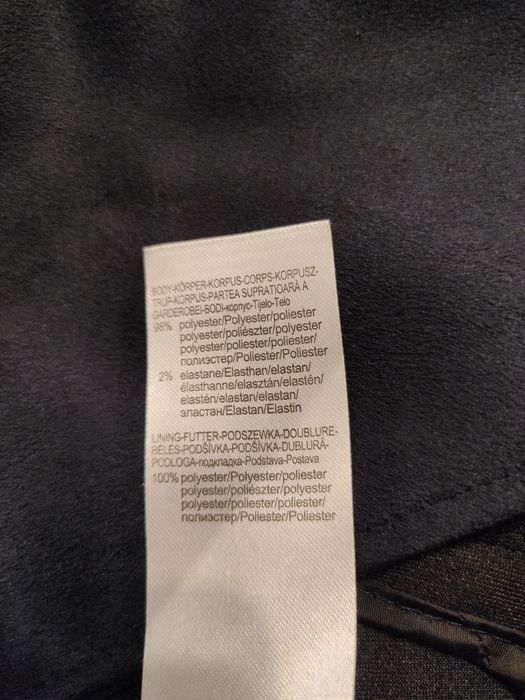 BODY-KÖRPER-KORPUS-CORPS-KORPUSZ-
TRUP-KORPUS-PARTEA SUPRATIOARĂ A
GARDEROBEI-BODI-корпус-Tijelo-Telo
98% polyester/Polyester/poliester
polyester/poliészter/polyester
polyester/poliester/poliester/
полиэстер/Poliester/Poliester
2% elastane/Elasthan/elastan/
élasthanne/elasztán/elastén/
elastén/elastan/elastan/
эластан/Elastan/Elastin
LINING-FUTTER-PODSZEWKA-DOUBLURE-
BÉLÉS-PODŠÍVKA-PODŠÍVKA-DUBLURĂ-
PODLOGA-подкладка-Podstava-Postava
100% polyester/Polyester/poliester
polyester/poliészter/polyester
polyester/poliester/poliester/
полиэстер/Poliester/Poliester